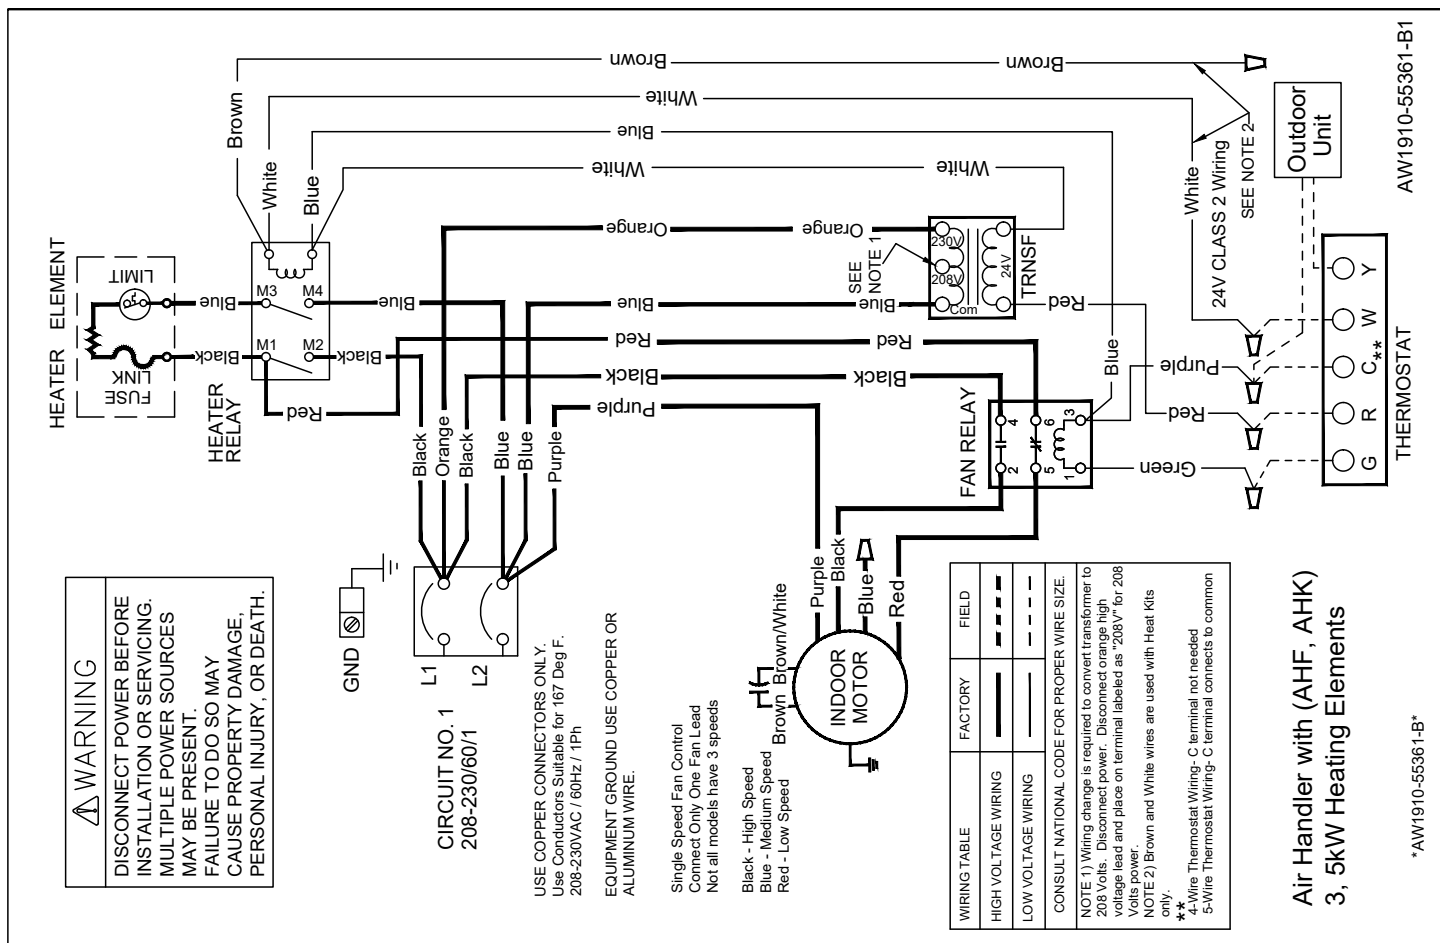 ⚠ WARNING
DISCONNECT POWER BEFORE
INSTALLATION OR SERVICING.
MULTIPLE POWER SOURCES
MAY BE PRESENT.
FAILURE TO DO SO MAY
CAUSE PROPERTY DAMAGE,
PERSONAL INJURY, OR DEATH.
HEATER ELEMENT
LIMIT
FUSE
LINK
Blue
Black
M3
M4
M1
M2
HEATER
RELAY
Brown
White
Blue
Brown
Brown
White
Blue
White
White
Orange
Orange
Blue
Blue
Blue
Red
Red
Black
Black
Black
Red
Purple
Black
Orange
Black
Blue
Blue
Purple
GND
L1
L2
CIRCUIT NO. 1
208-230/60/1
USE COPPER CONNECTORS ONLY.
Use Conductors Suitable for 167 Deg F.
208-230VAC / 60Hz / 1Ph
EQUIPMENT GROUND USE COPPER OR
ALUMINUM WIRE.
Single Speed Fan Control
Connect Only One Fan Lead
Not all models have 3 speeds
Black - High Speed
Blue - Medium Speed
Red - Low Speed
Brown
Brown/White
INDOOR
MOTOR
Purple
Black
Blue
Red
SEE
NOTE 1
230V
208V
Com
24V
TRNSF
Red
FAN RELAY
4
6
3
2
5
1
Blue
White
24V CLASS 2 Wiring
SEE NOTE 2
Outdoor
Unit
Purple
Red
Green
Y
W
C**
R
G
THERMOSTAT
WIRING TABLE
FACTORY
FIELD
HIGH VOLTAGE WIRING
LOW VOLTAGE WIRING
CONSULT NATIONAL CODE FOR PROPER WIRE SIZE.
NOTE 1) Wiring change is required to convert transformer to
208 Volts. Disconnect power. Disconnect orange high
voltage lead and place on terminal labeled as "208V" for 208
Volts power.
NOTE 2) Brown and White wires are used with Heat Kits
only.
**
4-Wire Thermostat Wiring- C terminal not needed
5-Wire Thermostat Wiring- C terminal connects to common
Air Handler with (AHF, AHK)
3, 5kW Heating Elements
*AW1910-55361-B*
AW1910-55361-B1